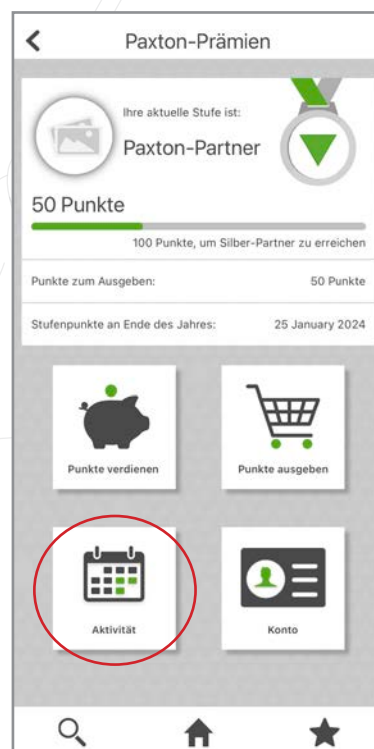 Paxton-Prämien
Ihre aktuelle Stufe ist:
Paxton-Partner
50 Punkte
100 Punkte, um Silber-Partner zu erreichen
Punkte zum Ausgeben: 50 Punkte
Stufenpunkte an Ende des Jahres: 25 January 2024
Punkte verdienen Punkte ausgeben
Aktivität Konto